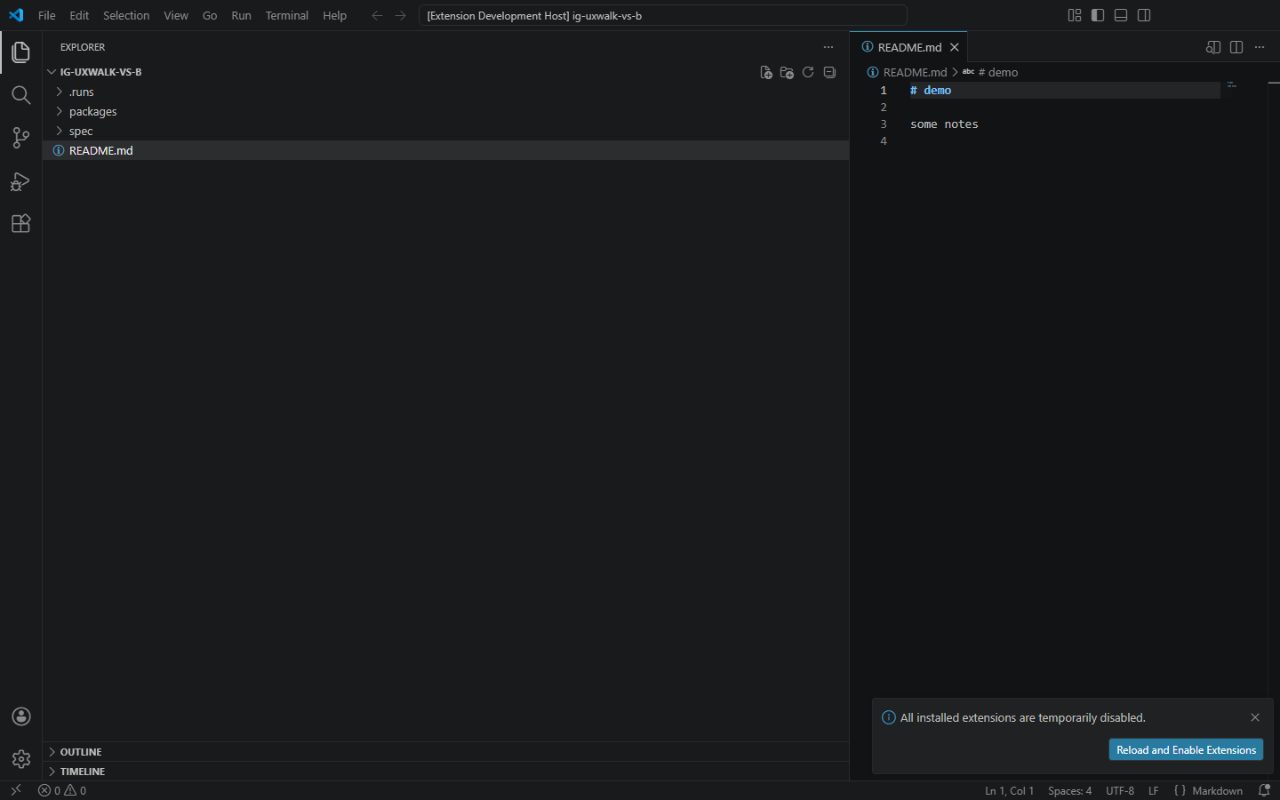 File Edit Selection View Go Run Terminal Help [Extension Development Host] ig-uxwalk-vs-b
EXPLORER
IG-UXWALK-VS-B
.runs
packages
spec
README.md
OUTLINE
TIMELINE
README.md
README.md > abc # demo
1 # demo
2
3 some notes
4
All installed extensions are temporarily disabled.
Reload and Enable Extensions
0 0 Ln 1, Col 1 Spaces: 4 UTF-8 LF { } Markdown